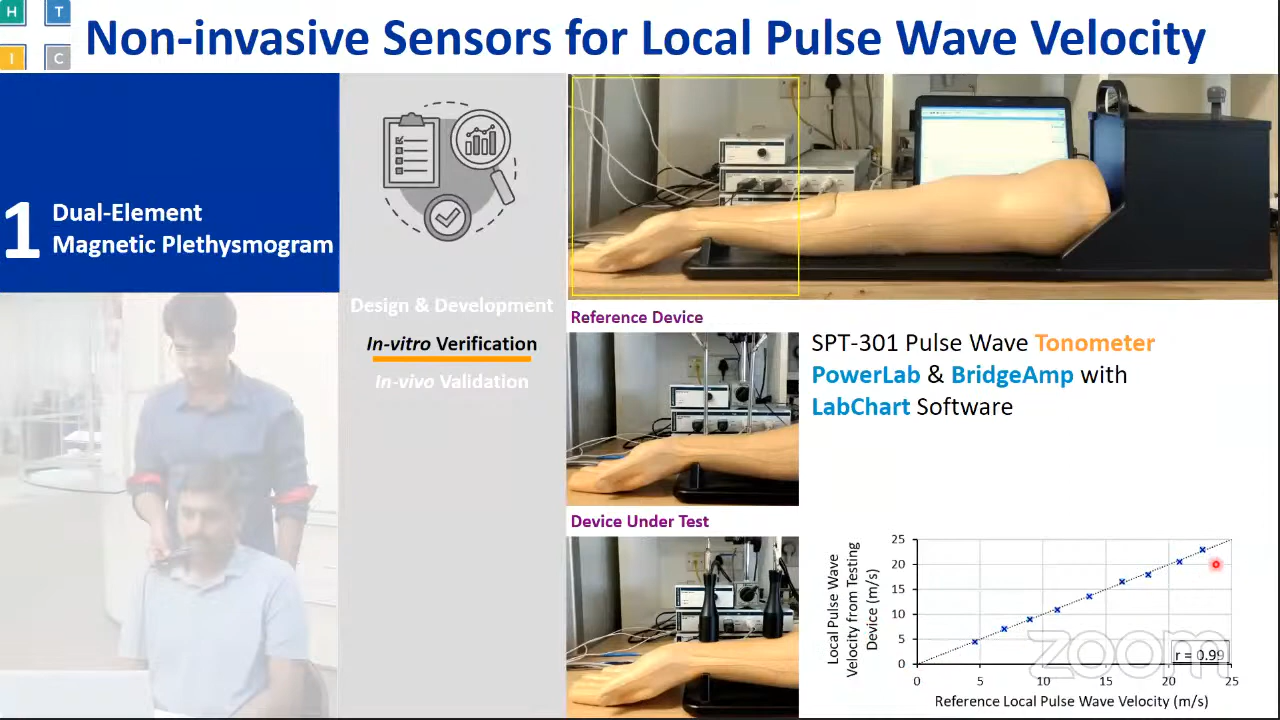 H T
I C
Non-invasive Sensors for Local Pulse Wave Velocity
1
Dual-Element
Magnetic Plethysmogram
Design & Development
In-vitro Verification
In-vivo Validation
Reference Device
SPT-301 Pulse Wave Tonometer
PowerLab & BridgeAmp with
LabChart Software
Device Under Test
Local Pulse Wave
Velocity from Testing
Device (m/s)
25
20
15
10
5
0
r = 0.99
0 5 10 15 20 25
Reference Local Pulse Wave Velocity (m/s)
zoom